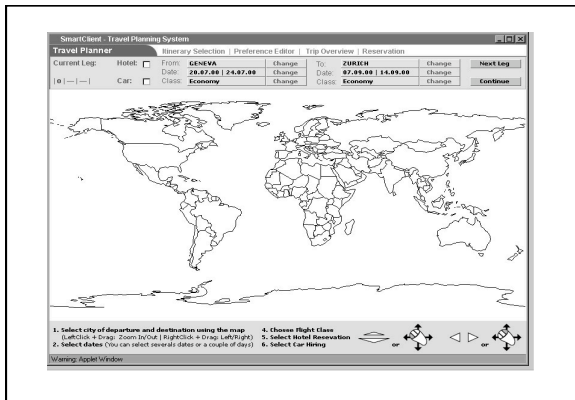 SmartClient - Travel Planning System
Travel Planner Itinerary Selection | Preference Editor | Trip Overview | Reservation
Current Leg: Hotel: From: GENEVA Change To: ZURICH Change Next Leg
Date: 20.07.00 | 24.07.00 Change Date: 07.09.00 | 14.09.00 Change
| 0 | — | — | Car: Class: Economy Change Class: Economy Change Continue
1. Select city of departure and destination using the map 4. Choose Flight Class
(LeftClick + Drag: Zoom In/Out | RightClick + Drag: Left/Right) 5. Select Hotel Resevation or or
2. Select dates (You can select severals dates or a couple of days) 6. Select Car Hiring
Warning: Applet Window